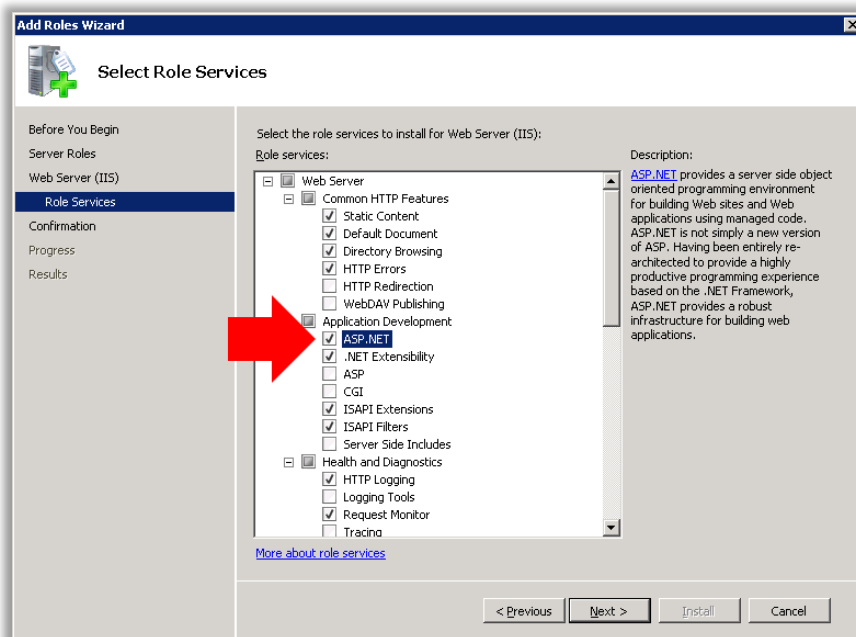 Add Roles Wizard
Select Role Services
Before You Begin
Server Roles
Web Server (IIS)
Role Services
Confirmation
Progress
Results
Select the role services to install for Web Server (IIS):
Role services:
Web Server
Common HTTP Features
Static Content
Default Document
Directory Browsing
HTTP Errors
HTTP Redirection
WebDAV Publishing
Application Development
ASP.NET
.NET Extensibility
ASP
CGI
ISAPI Extensions
ISAPI Filters
Server Side Includes
Health and Diagnostics
HTTP Logging
Logging Tools
Request Monitor
Tracing
More about role services
Description:
ASP.NET provides a server side object
oriented programming environment
for building Web sites and Web
applications using managed code.
ASP.NET is not simply a new version
of ASP. Having been entirely re-
architected to provide a highly
productive programming experience
based on the .NET Framework,
ASP.NET provides a robust
infrastructure for building web
applications.
< Previous
Next >
Install
Cancel